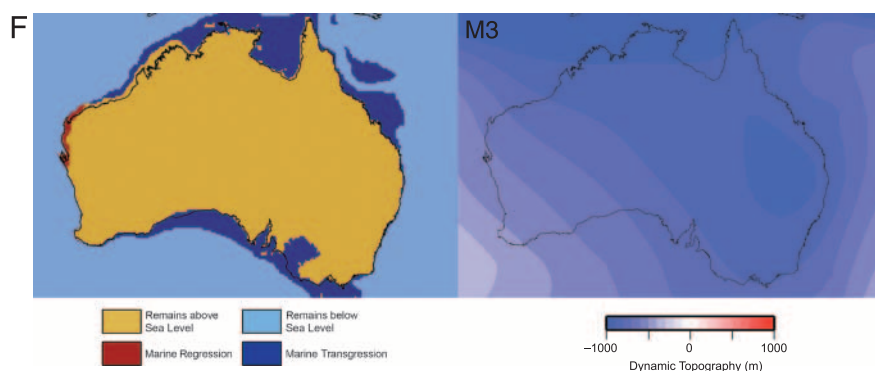 F
M3
Remains above
Sea Level
Remains below
Sea Level
Marine Regression
Marine Transgression
−1000
0
1000
Dynamic Topography (m)